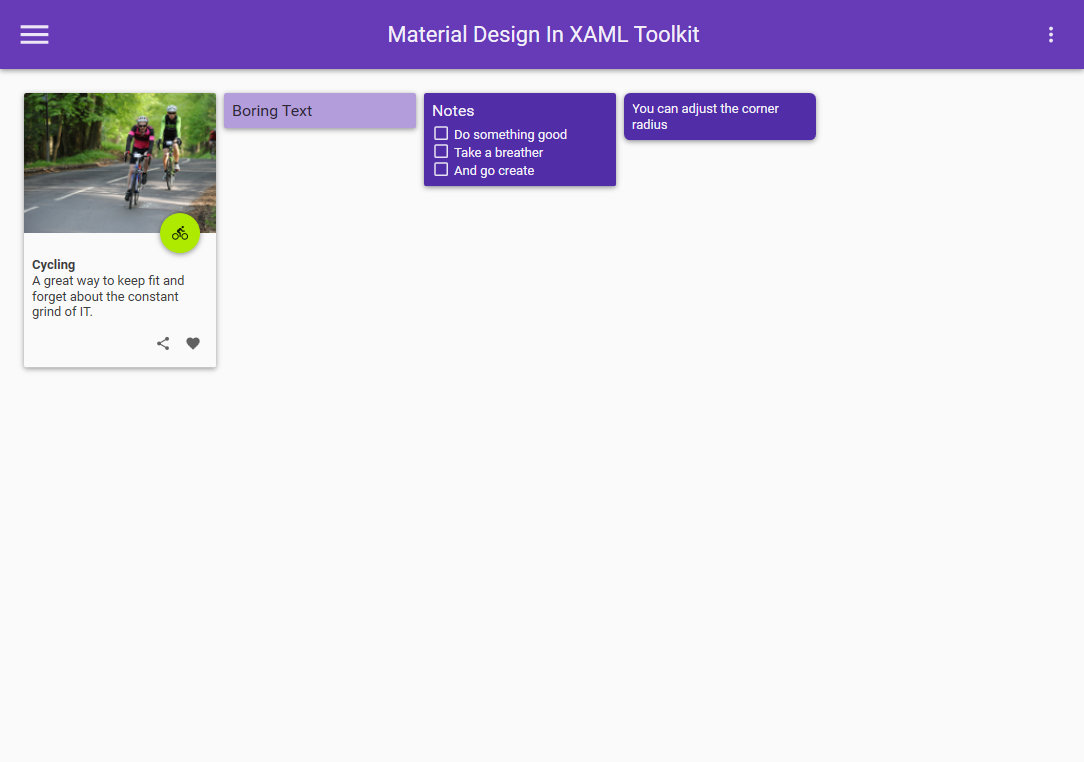 Material Design In XAML Toolkit
Boring Text
Notes
Do something good
Take a breather
And go create
You can adjust the corner
radius
Cycling
A great way to keep fit and
forget about the constant
grind of IT.